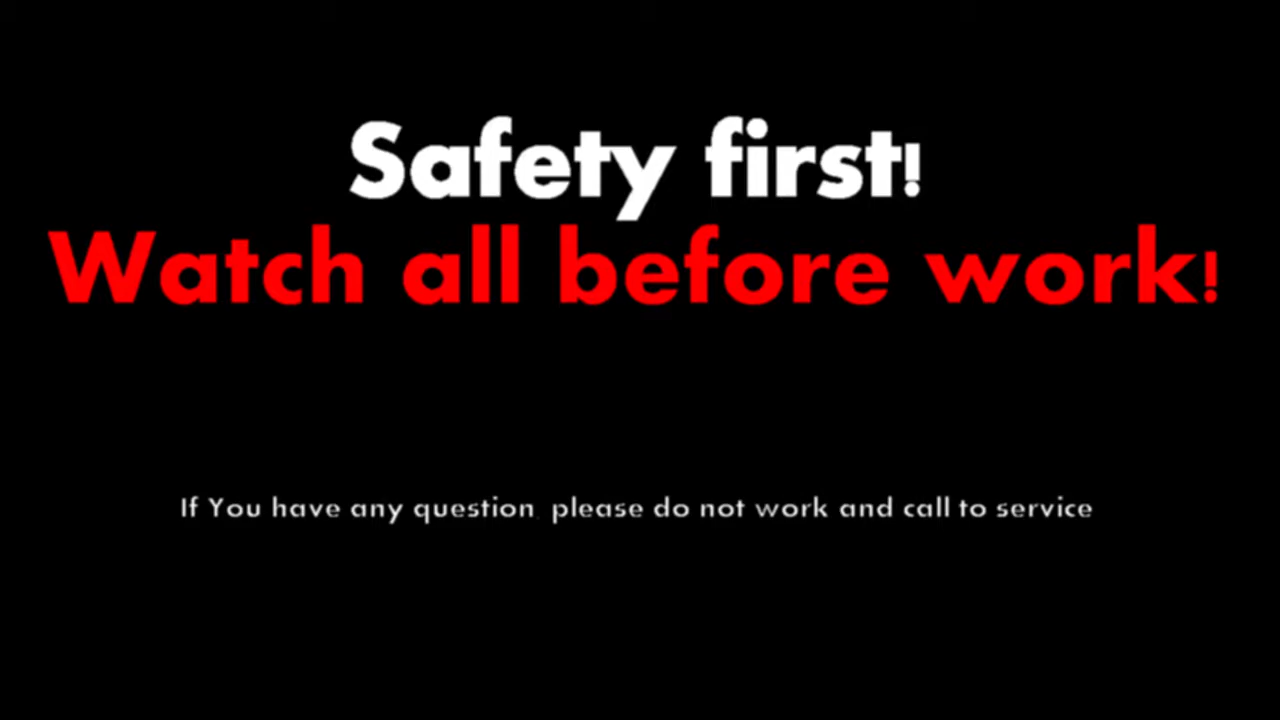 Safety first!
Watch all before work!
If You have any question, please do not work and call to service